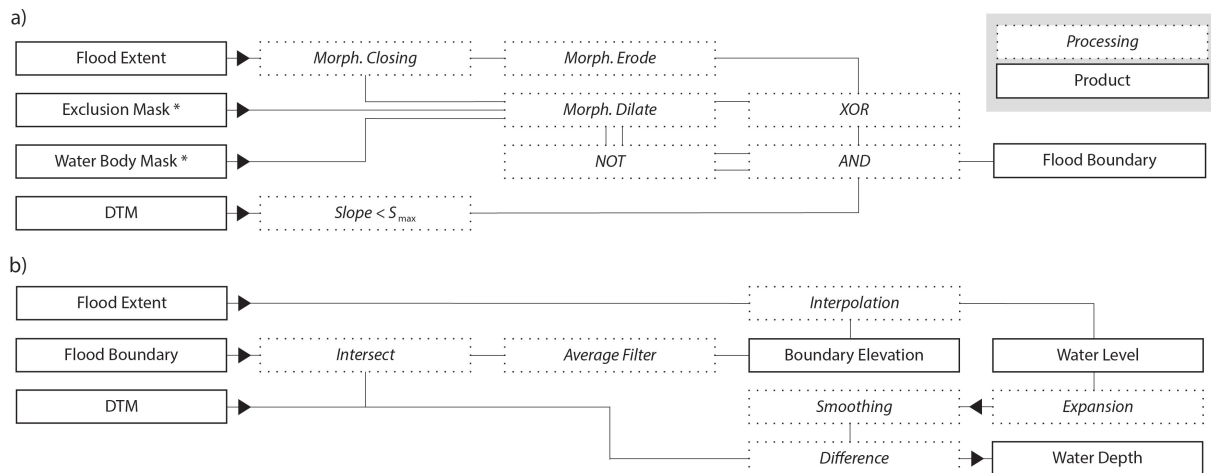 a)
Flood Extent
Morph. Closing
Morph. Erode
Processing
Product
Exclusion Mask *
Morph. Dilate
XOR
Water Body Mask *
NOT
AND
Flood Boundary
DTM
Slope < Smax
b)
Flood Extent
Interpolation
Flood Boundary
Intersect
Average Filter
Boundary Elevation
Water Level
DTM
Smoothing
Expansion
Difference
Water Depth